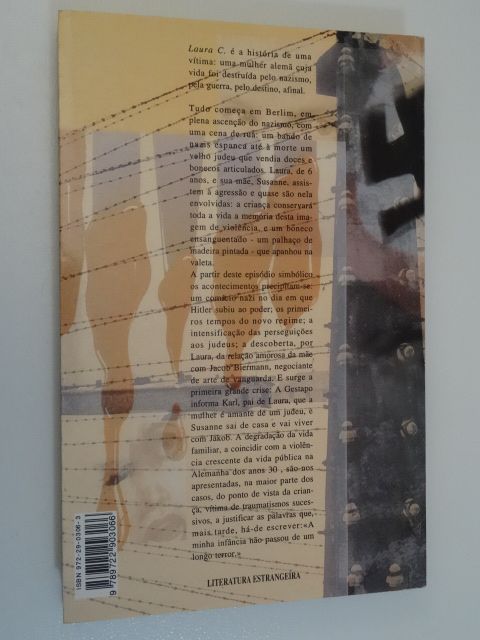 Laura C. é a história de uma
vítima: uma mulher alemã cuja
vida foi destruída pelo nazismo,
pela guerra, pelo destino, afinal.
Tudo começa em Berlim, em
plena ascenção do nazismo, com
uma cena de rua: um bando de
nazis espanca até à morte um
velho judeu que vendia doces e
bonecos articulados. Laura, de 6
anos, e sua mãe, Susanne, assis-
tem à agressão e quase são nela
envolvidas: a criança conservará
toda a vida a memória desta ima-
gem de violência, e um boneco
ensanguentado - um palhaço de
madeira pintada - que apanhou na
valeta.
A partir deste episódio simbólico
os acontecimentos precipitam-se:
um comício nazi no dia em que
Hitler subiu ao poder; os primei-
ros tempos do novo regime; a
intensificação das perseguições
aos judeus; a descoberta, por
Laura, da relação amorosa da mãe
com Jacob Biermann, negociante
de arte de vanguarda. E surge a
primeira grande crise: A Gestapo
informa Karl, pai de Laura, que a
mulher é amante de um judeu, e
Susanne sai de casa e vai viver
com Jakob. A degradação da vida
familiar, a coincidir com a violên-
cia crescente da vida pública na
Alemanha dos anos 30 , são-nos
apresentadas, na maior parte dos
casos, do ponto de vista da crian-
ça, vítima de traumatismos suces-
sivos, a justificar as palavras que,
mais tarde, há-de escrever:«A
minha infância não passou de um
longo terror.»
LITERATURA ESTRANGEIRA
ISBN 972-29-0306-3
9 789722 903066